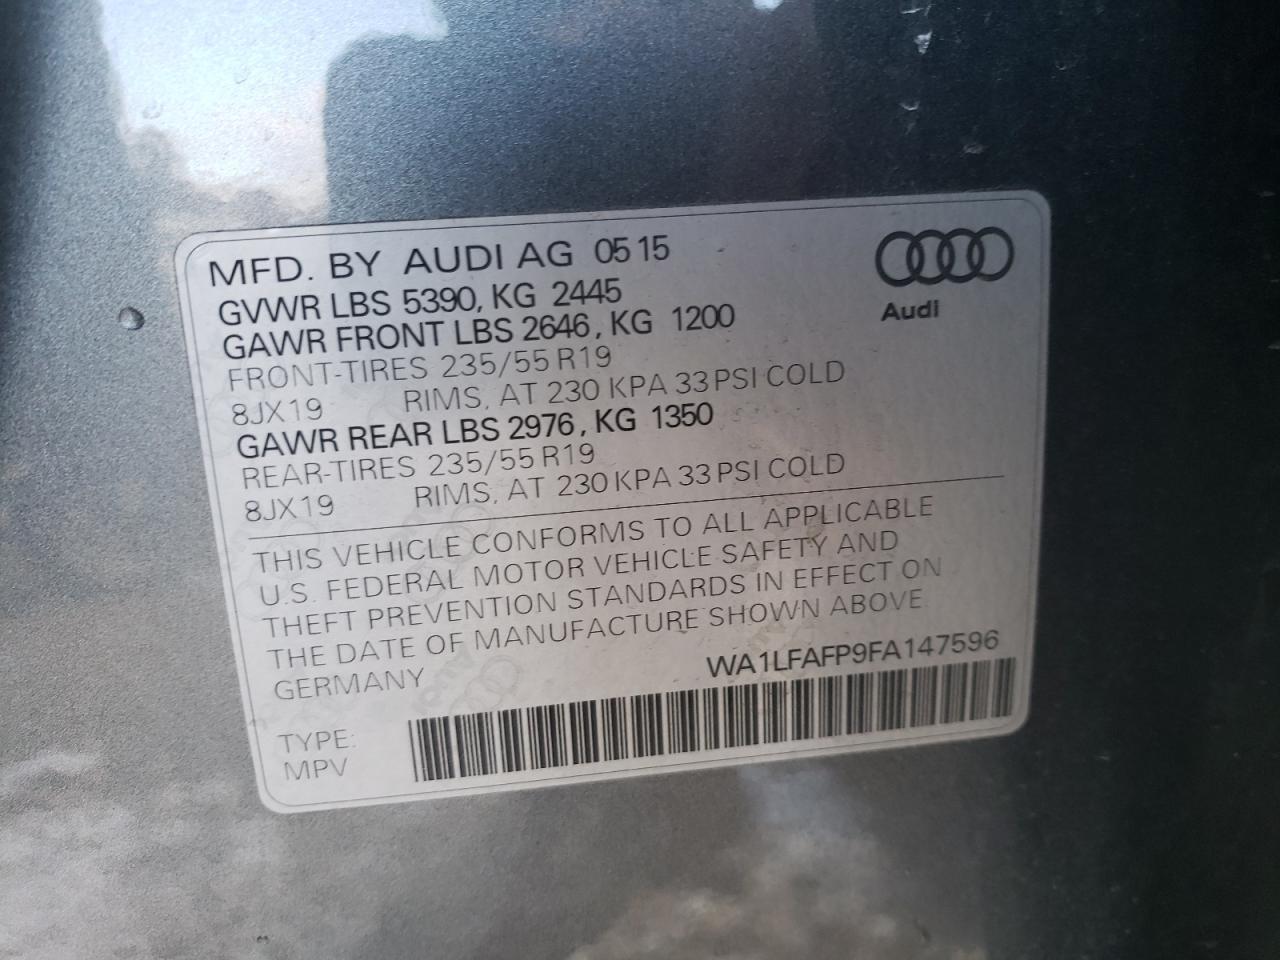 MFD. BY AUDI AG 05 15
GVWR LBS 5390, KG 2445
GAWR FRONT LBS 2646, KG 1200
FRONT-TIRES 235/55 R19
8JX19 RIMS, AT 230 KPA 33 PSI COLD
GAWR REAR LBS 2976, KG 1350
REAR-TIRES 235/55 R19
8JX19 RIMS, AT 230 KPA 33 PSI COLD
Audi
THIS VEHICLE CONFORMS TO ALL APPLICABLE
U.S. FEDERAL MOTOR VEHICLE SAFETY AND
THEFT PREVENTION STANDARDS IN EFFECT ON
THE DATE OF MANUFACTURE SHOWN ABOVE
GERMANY
WA1LFAFP9FA147596
TYPE:
MPV